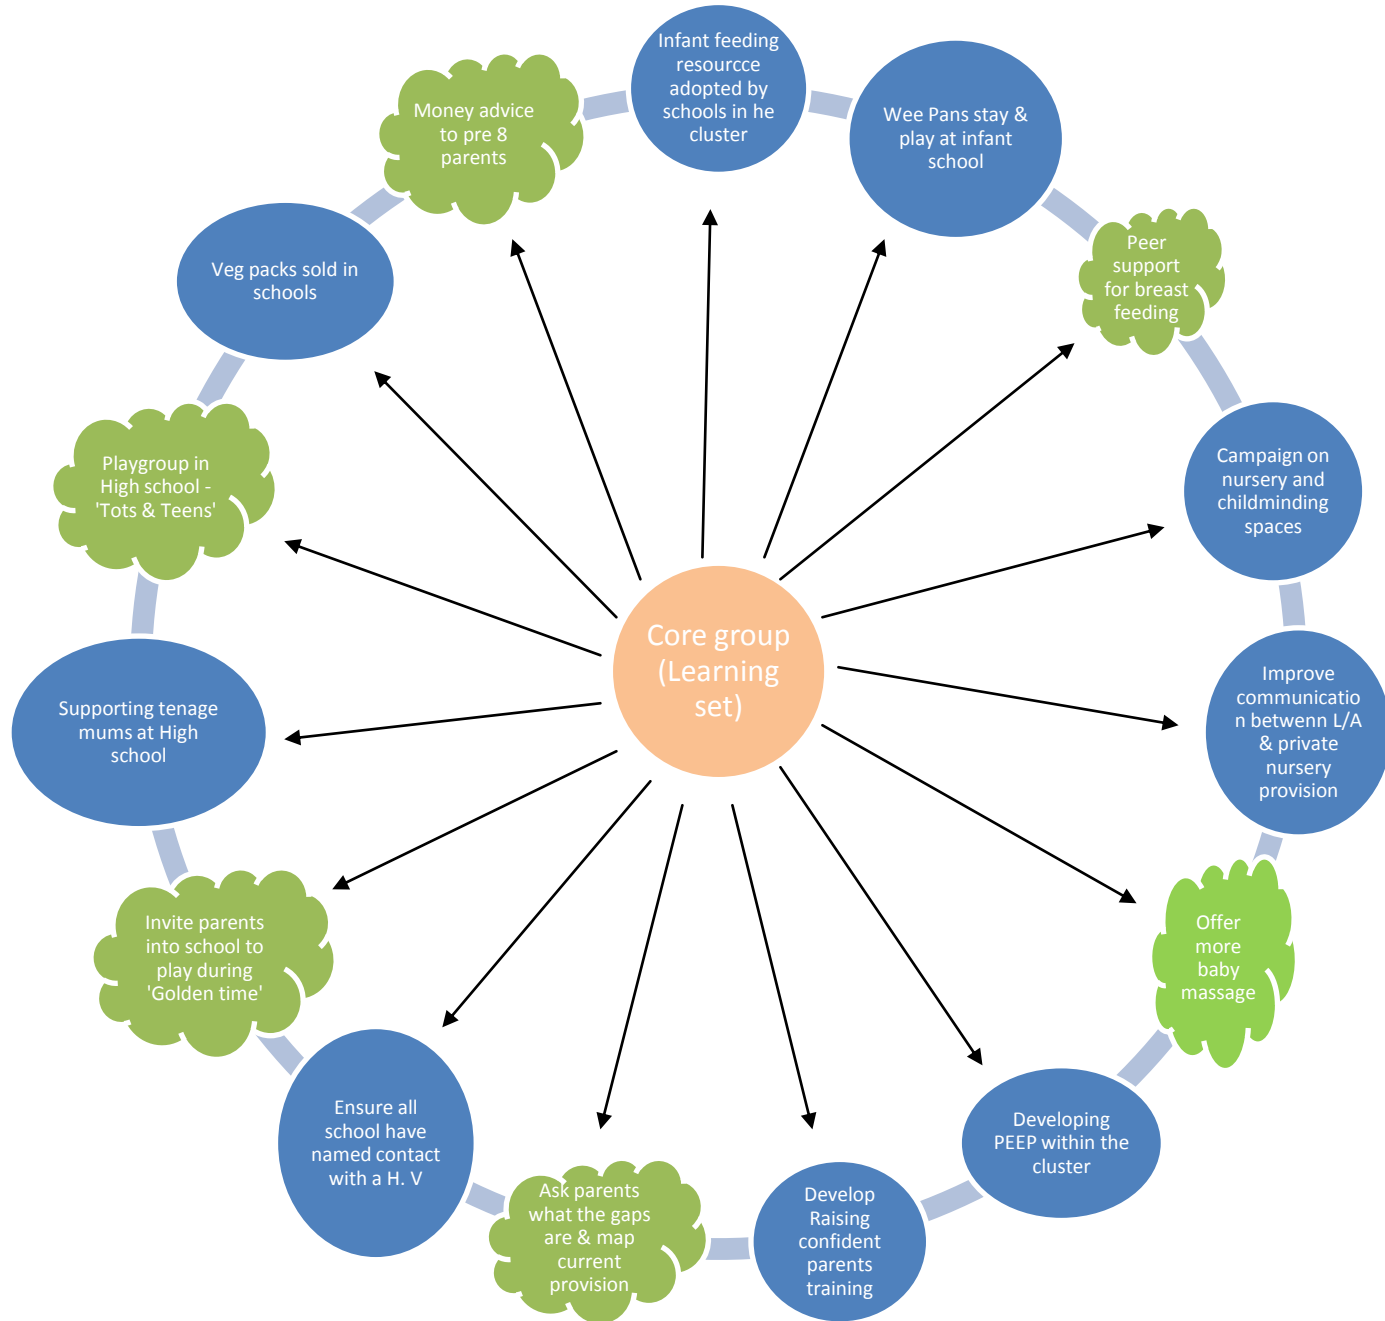 Infant feeding
resourcce
adopted by
schools in he
cluster
Wee Pans stay &
play at infant
school
Peer
support
for breast
feeding
Campaign on
nursery and
childminding
spaces
Improve
communicatio
n betwenn L/A
& private
nursery
provision
Offer
more
baby
massage
Developing
PEEP within the
cluster
Develop
Raising
confident
parents
training
Ask parents
what the gaps
are & map
current
provision
Ensure all
school have
named contact
with a H. V
Invite parents
into school to
play during
'Golden time'
Supporting tenage
mums at High
school
Playgroup in
High school -
'Tots & Teens'
Veg packs sold in
schools
Money advice
to pre 8
parents
Core group
(Learning
set)